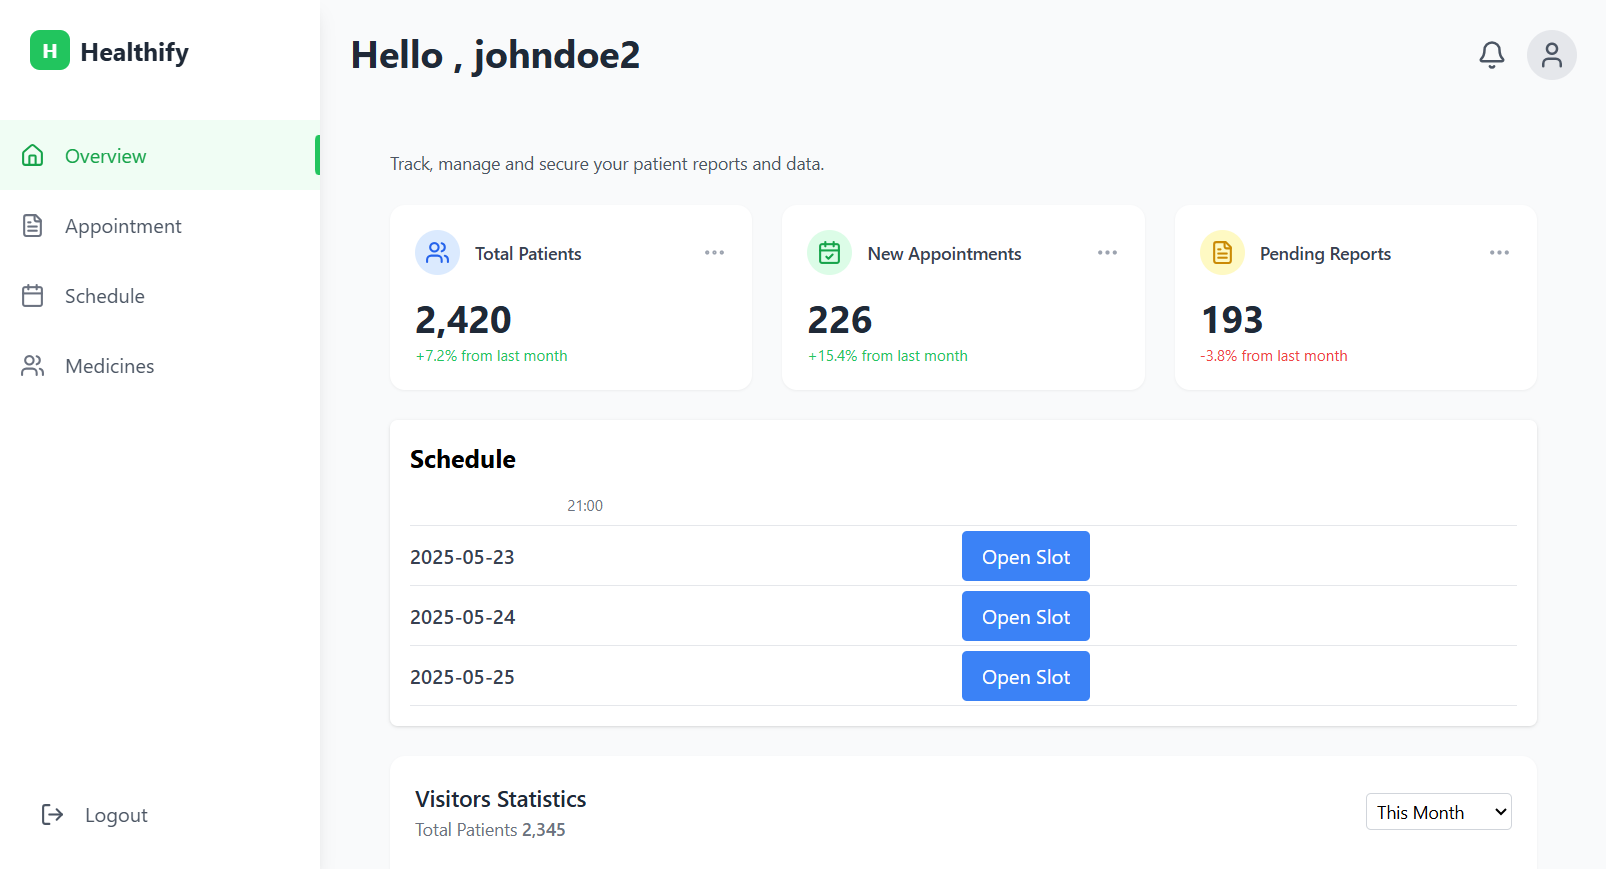 H Healthify
Hello , johndoe2
Overview
Appointment
Schedule
Medicines
Logout
Track, manage and secure your patient reports and data.
Total Patients
2,420
+7.2% from last month
New Appointments
226
+15.4% from last month
Pending Reports
193
-3.8% from last month
Schedule
21:00
2025-05-23 Open Slot
2025-05-24 Open Slot
2025-05-25 Open Slot
Visitors Statistics
Total Patients 2,345
This Month